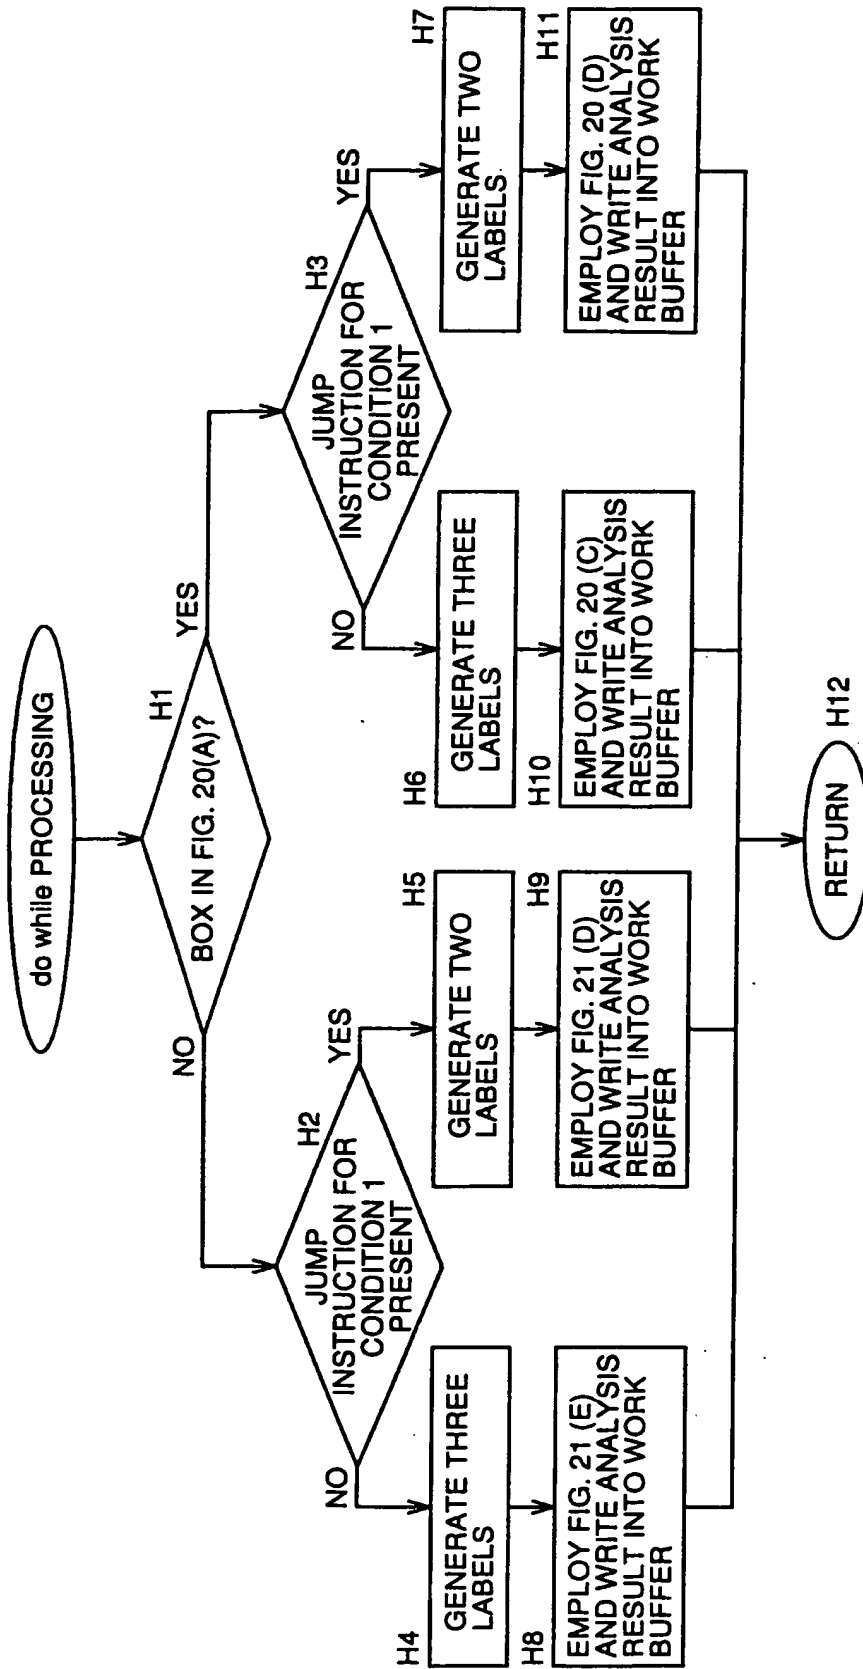 do while PROCESSING
H1
BOX IN FIG. 20(A)?
NO
YES
H2
JUMP
INSTRUCTION FOR
CONDITION 1
PRESENT
NO
YES
H3
JUMP
INSTRUCTION FOR
CONDITION 1
PRESENT
NO
YES
H4
GENERATE THREE
LABELS
H5
GENERATE TWO
LABELS
H6
GENERATE THREE
LABELS
H7
GENERATE TWO
LABELS
H8
EMPLOY FIG. 21 (E)
AND WRITE ANALYSIS
RESULT INTO WORK
BUFFER
H9
EMPLOY FIG. 21 (D)
AND WRITE ANALYSIS
RESULT INTO WORK
BUFFER
H10
EMPLOY FIG. 20 (C)
AND WRITE ANALYSIS
RESULT INTO WORK
BUFFER
H11
EMPLOY FIG. 20 (D)
AND WRITE ANALYSIS
RESULT INTO WORK
BUFFER
RETURN
H12